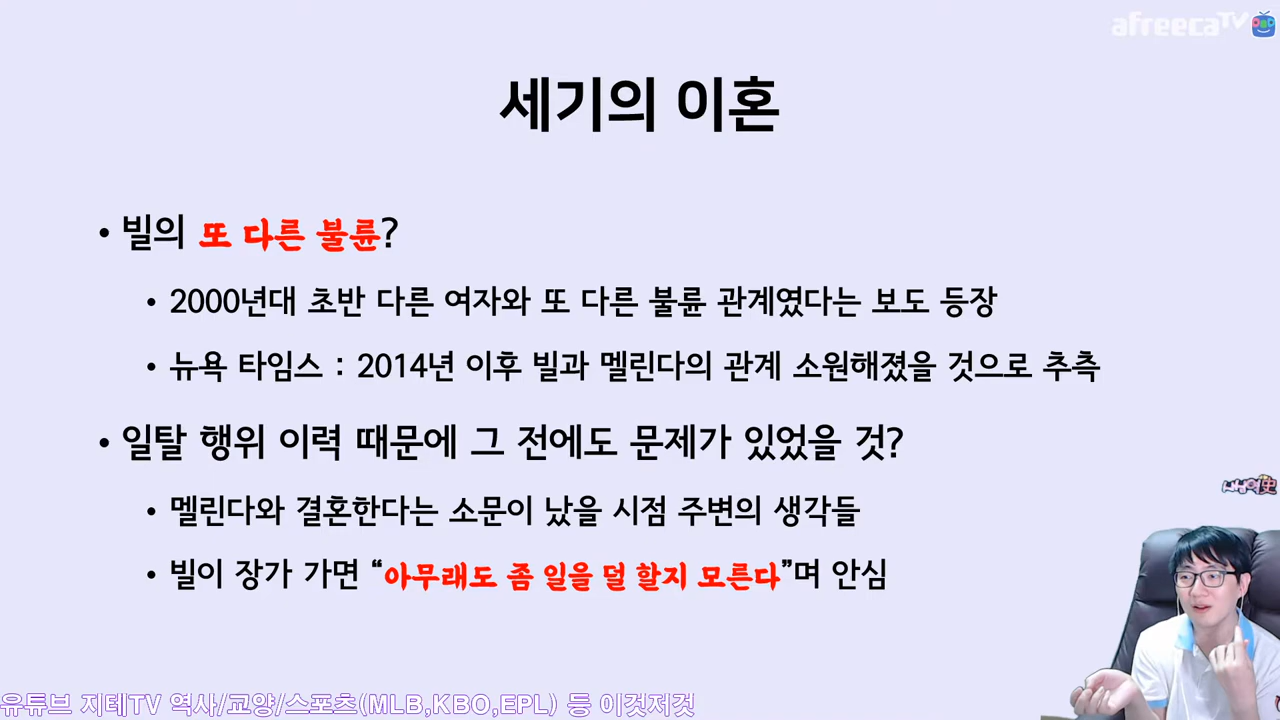 afreecaTV
세기의 이혼
• 빌의 또 다른 불륜?
• 2000년대 초반 다른 여자와 또 다른 불륜 관계였다는 보도 등장
• 뉴욕 타임스 : 2014년 이후 빌과 멜린다의 관계 소원해졌을 것으로 추측
• 일탈 행위 이력 때문에 그 전에도 문제가 있었을 것?
• 멜린다와 결혼한다는 소문이 났을 시점 주변의 생각들
• 빌이 장가 가면 “아무래도 좀 일을 덜 할지 모른다”며 안심
유튜브 지테TV 역사/교양/스포츠(MLB,KBO,EPL) 등 이것저것